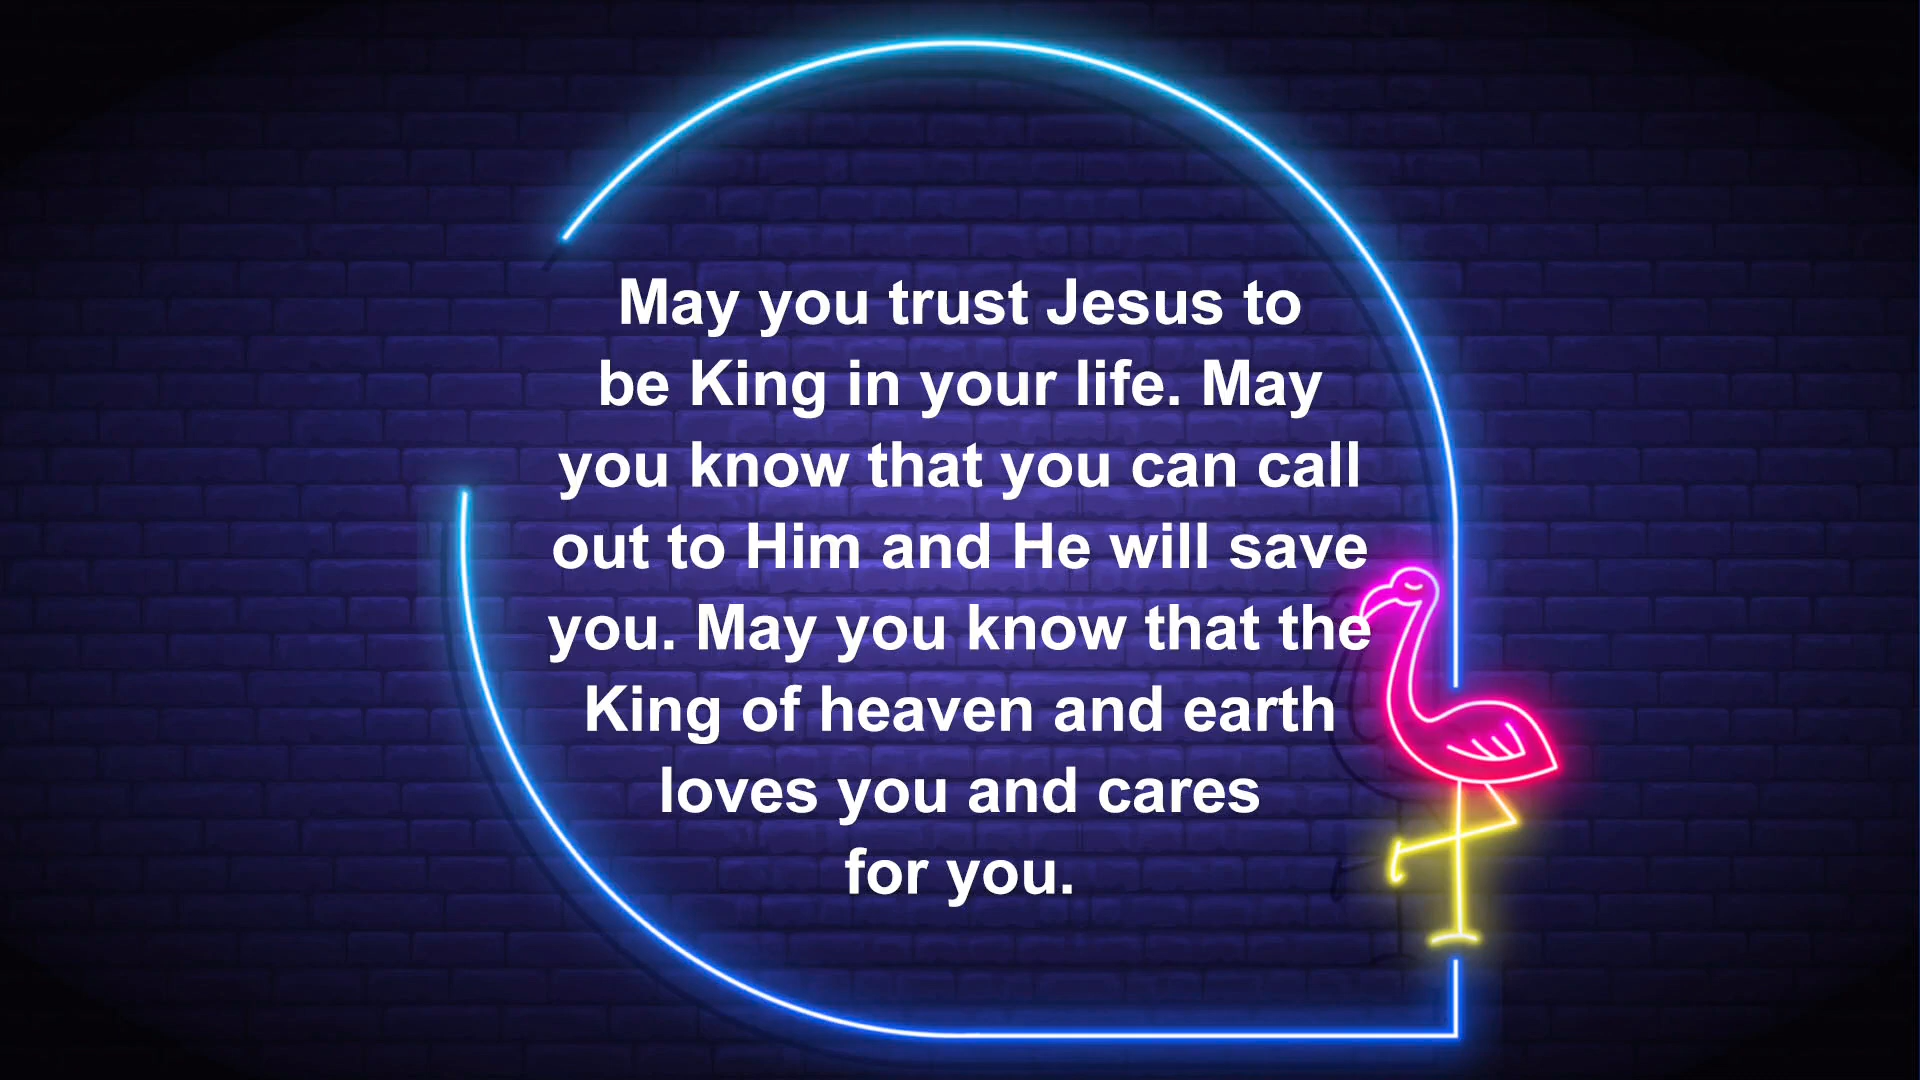 May you trust Jesus to
be King in your life. May
you know that you can call
out to Him and He will save
you. May you know that the
King of heaven and earth
loves you and cares
for you.